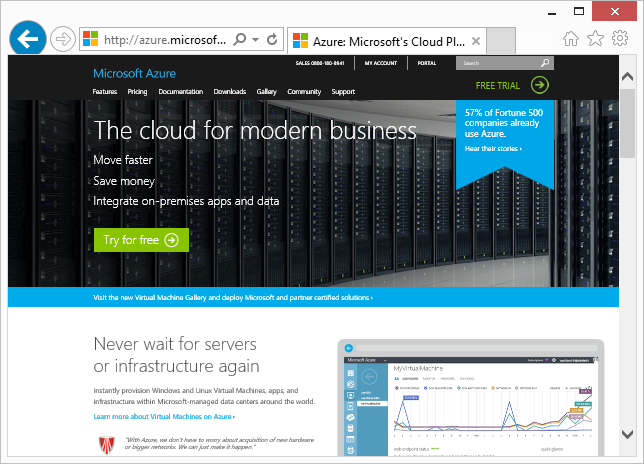 http://azure.microsof...
Azure: Microsoft's Cloud Pl...
SALES 0800-180-8941
MY ACCOUNT
PORTAL
Search
Microsoft Azure
FREE TRIAL
Features Pricing Documentation Downloads Gallery Community Support
57% of Fortune 500
companies already
use Azure.
Hear their stories ›
The cloud for modern business
Move faster
Save money
Integrate on-premises apps and data
Try for free
Visit the new Virtual Machine Gallery and deploy Microsoft and partner certified solutions ›
Never wait for servers
or infrastructure again
Instantly provision Windows and Linux Virtual Machines, apps, and
infrastructure within Microsoft-managed data centers around the world.
Learn more about Virtual Machines on Azure ›
"With Azure, we don't have to worry about acquisition of new hardware
or bigger networks. We can just make it happen."
Microsoft Azure
MyVirtualMachine
web endpoint status
quick glance